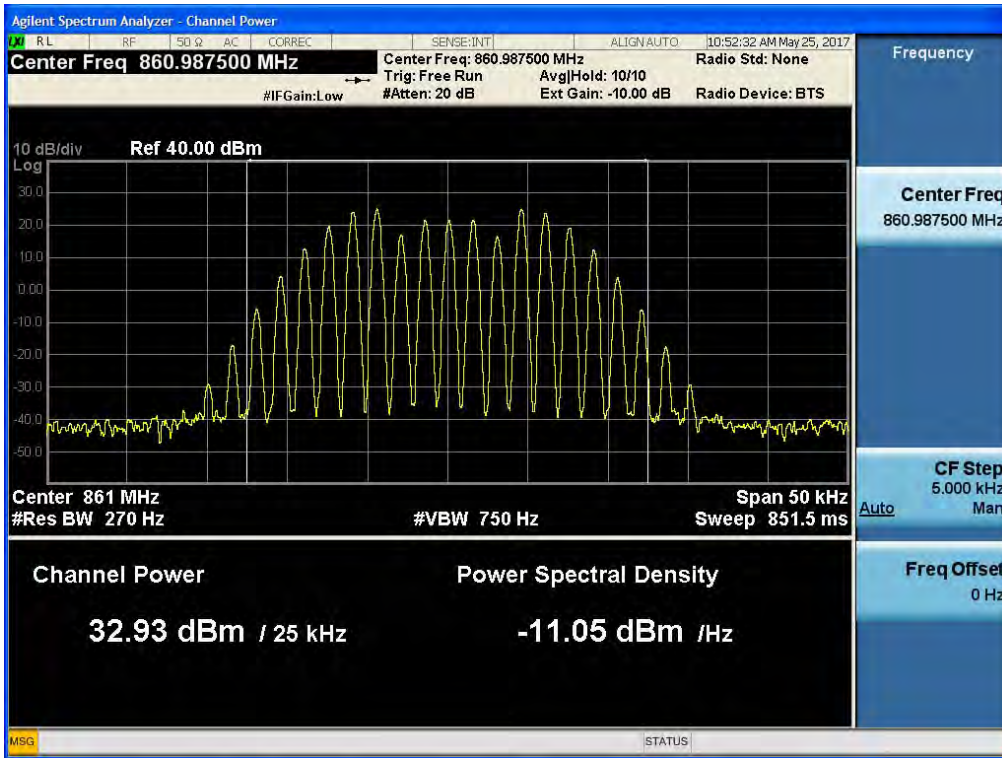 Agilent Spectrum Analyzer - Channel Power
LXI RL RF 50 Ω AC CORREC SENSE:INT ALIGN AUTO 10:52:32 AM May 25, 2017
Center Freq 860.987500 MHz
Center Freq: 860.987500 MHz
Radio Std: None
Trig: Free Run Avg|Hold: 10/10
#IFGain:Low
#Atten: 20 dB Ext Gain: -10.00 dB
Radio Device: BTS
Frequency
10 dB/div Ref 40.00 dBm
Log
30.0
20.0
10.0
0.00
-10.0
-20.0
-30.0
-40.0
-50.0
Center 861 MHz
Span 50 kHz
#Res BW 270 Hz
#VBW 750 Hz
Sweep 851.5 ms
Center Freq
860.987500 MHz
CF Step
5.000 kHz
Auto Man
Freq Offset
0 Hz
Channel Power
Power Spectral Density
32.93 dBm / 25 kHz
-11.05 dBm /Hz
MSG
STATUS